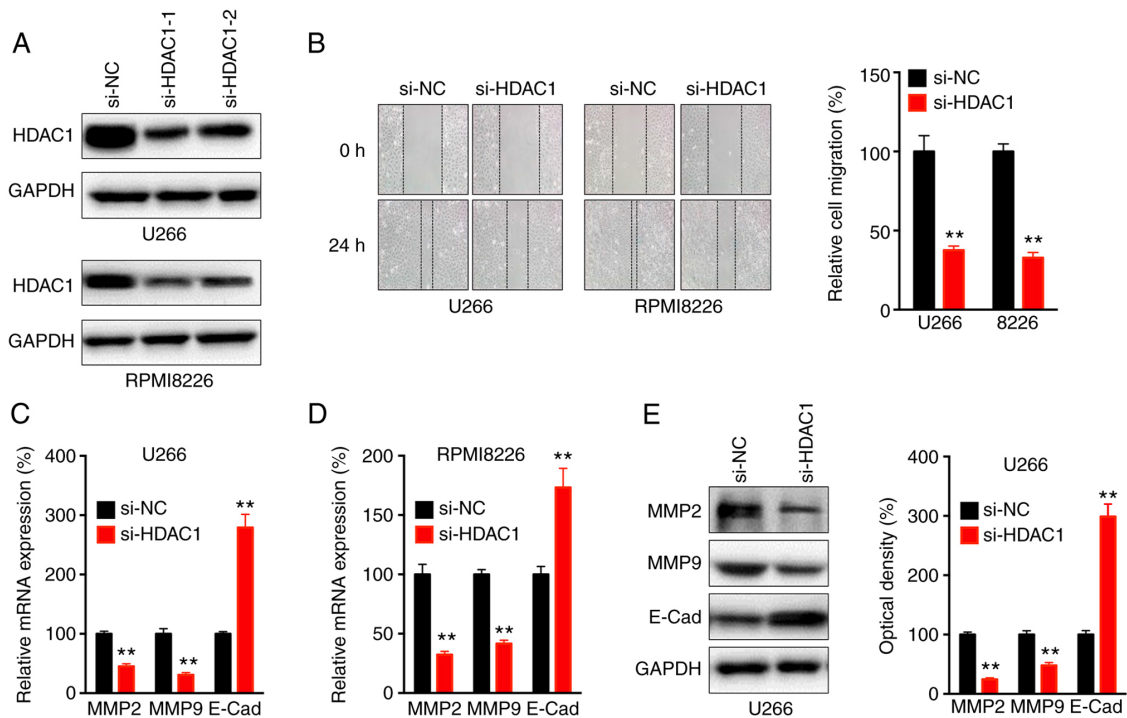 A
si-NC
si-HDAC1-1
si-HDAC1-2
HDAC1
GAPDH
U266
HDAC1
GAPDH
RPMI8226
B
si-NC si-HDAC1 si-NC si-HDAC1
0 h
24 h
U266 RPMI8226
Relative cell migration (%)
150
100
50
0
si-NC
si-HDAC1
** **
U266 8226
C
U266
Relative mRNA expression (%)
400
300
200
100
0
si-NC
si-HDAC1
** ** **
MMP2 MMP9 E-Cad
D
RPMI8226
Relative mRNA expression (%)
200
150
100
50
0
si-NC
si-HDAC1
** ** **
MMP2 MMP9 E-Cad
E
si-NC
si-HDAC1
MMP2
MMP9
E-Cad
GAPDH
U266
U266
Optical density (%)
400
300
200
100
0
si-NC
si-HDAC1
** ** **
MMP2 MMP9 E-Cad